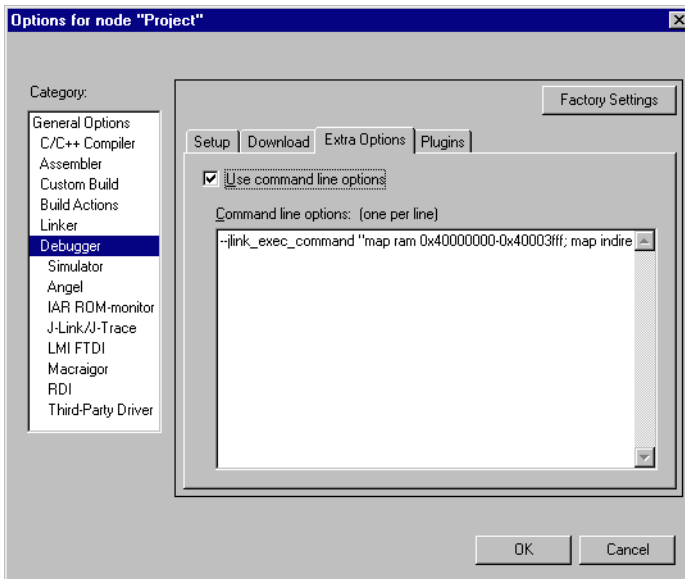 Options for node "Project"
Category:
General Options
C/C++ Compiler
Assembler
Custom Build
Build Actions
Linker
Debugger
Simulator
Angel
IAR ROM-monitor
J-Link/J-Trace
LMI FTDI
Macraigor
RDI
Third-Party Driver
Factory Settings
Setup Download Extra Options Plugins
Use command line options
Command line options: (one per line)
--jlink_exec_command "map ram 0x40000000-0x40003fff; map indire
OK Cancel